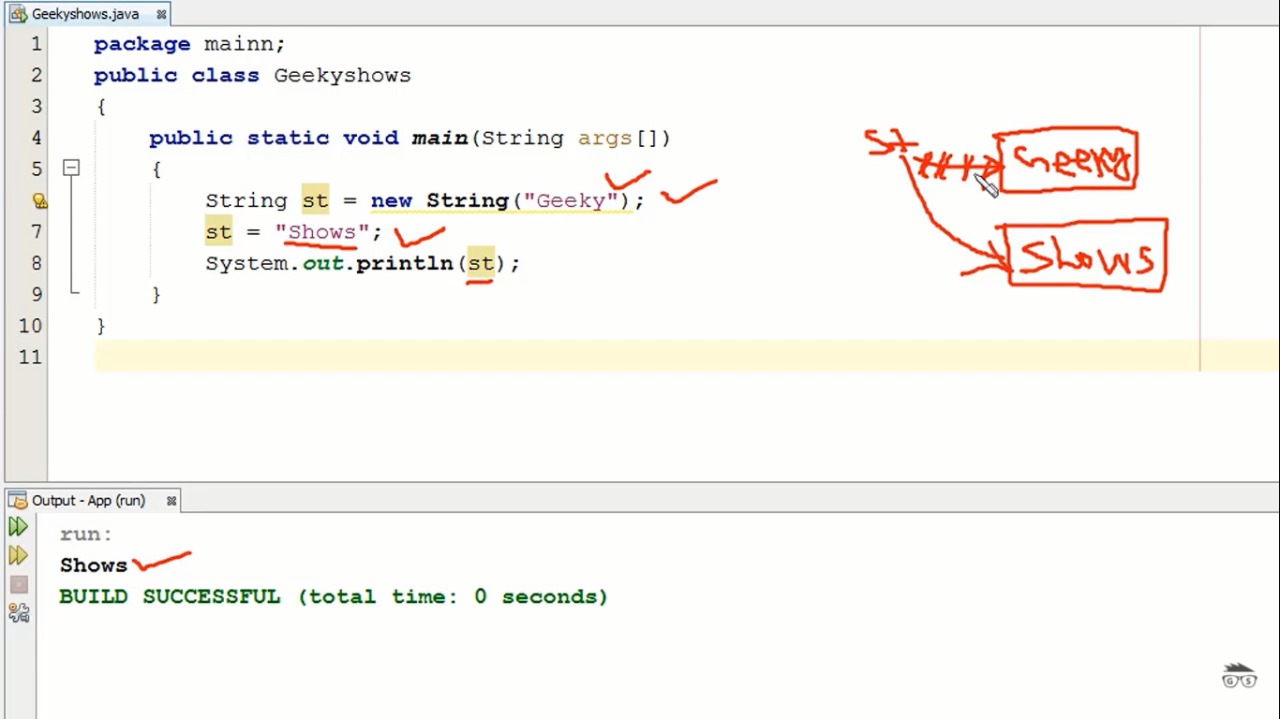 Geekyshows.java
1 package mainn;
2 public class Geekyshows
3 {
4 public static void main(String args[])
5 {
String st = new String("Geeky");
7 st = "Shows";
8 System.out.println(st);
9 }
10 }
11
st Geeky
Shows
Output - App (run)
run:
Shows
BUILD SUCCESSFUL (total time: 0 seconds)
G S